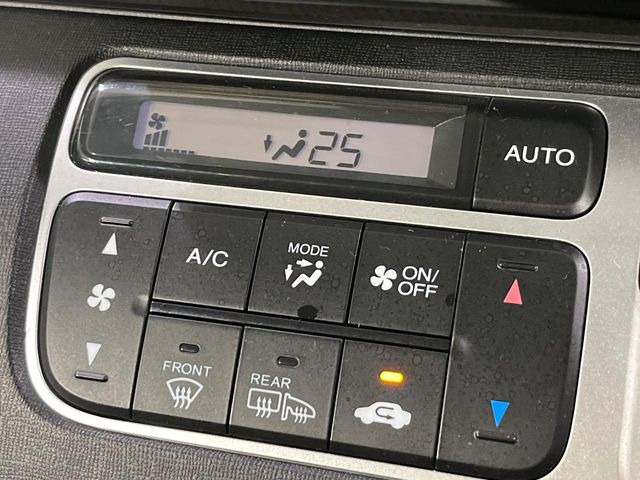 25
AUTO
A/C
MODE
ON/
OFF
FRONT
REAR